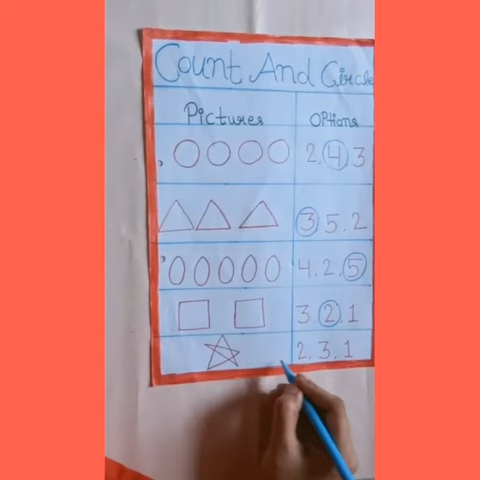 Count And Circle
Pictures Options
2, 4, 3
3 5. 2
4. 2. 5
3. 2. 1
2, 3. 1